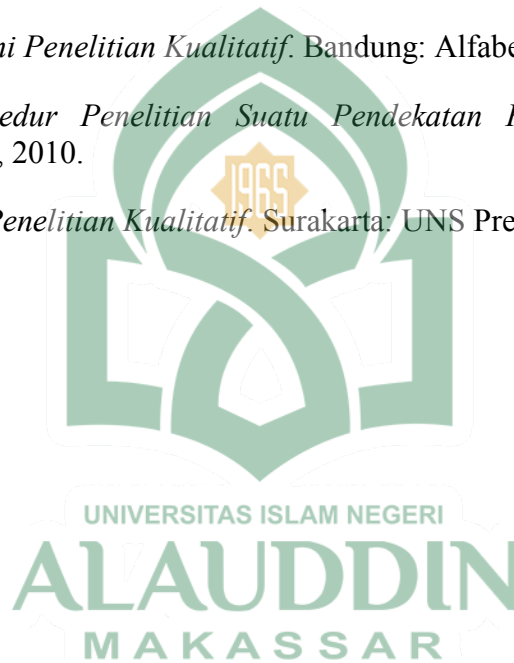 ni Penelitian Kualitatif. Bandung: Alfabe
edur Penelitian Suatu Pendekatan
, 2010.
1965
Penelitian Kualitatif. Surakarta: UNS Pre
UNIVERSITAS ISLAM NEGERI
ALAUDDIN
MAKASSAR